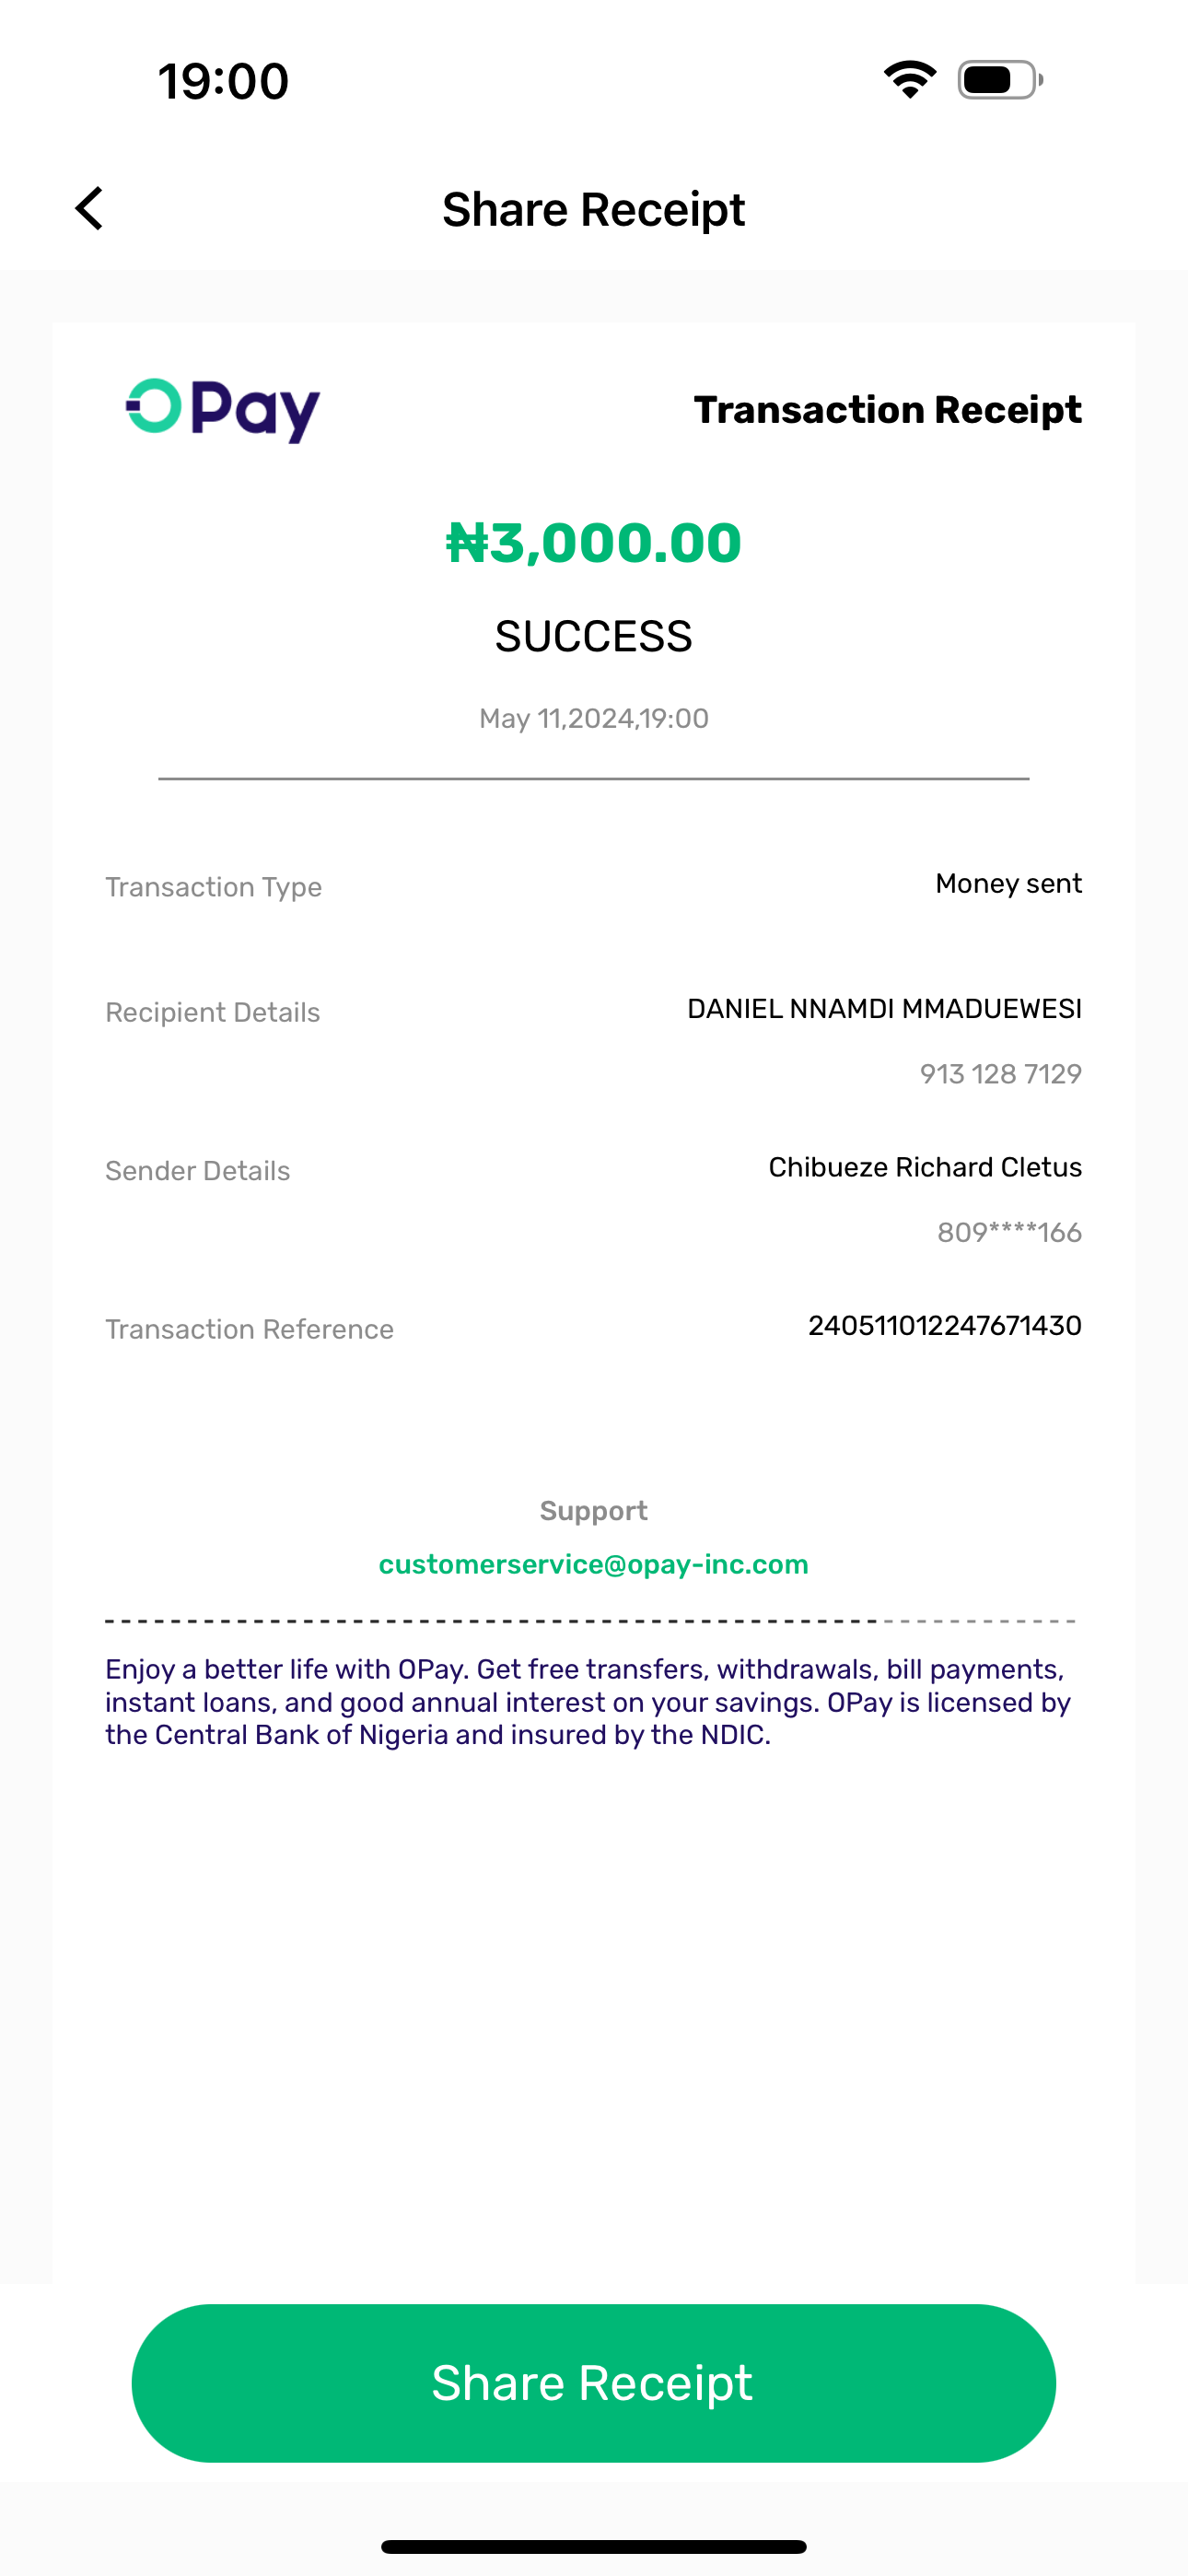 19:00
Share Receipt
OPay
Transaction Receipt
₦3,000.00
SUCCESS
May 11,2024,19:00
Transaction Type
Money sent
Recipient Details
DANIEL NNAMDI MMADUEWESI
913 128 7129
Sender Details
Chibueze Richard Cletus
809****166
Transaction Reference
240511012247671430
Support
customerservice@opay-inc.com
Enjoy a better life with OPay. Get free transfers, withdrawals, bill payments,
instant loans, and good annual interest on your savings. OPay is licensed by
the Central Bank of Nigeria and insured by the NDIC.
Share Receipt